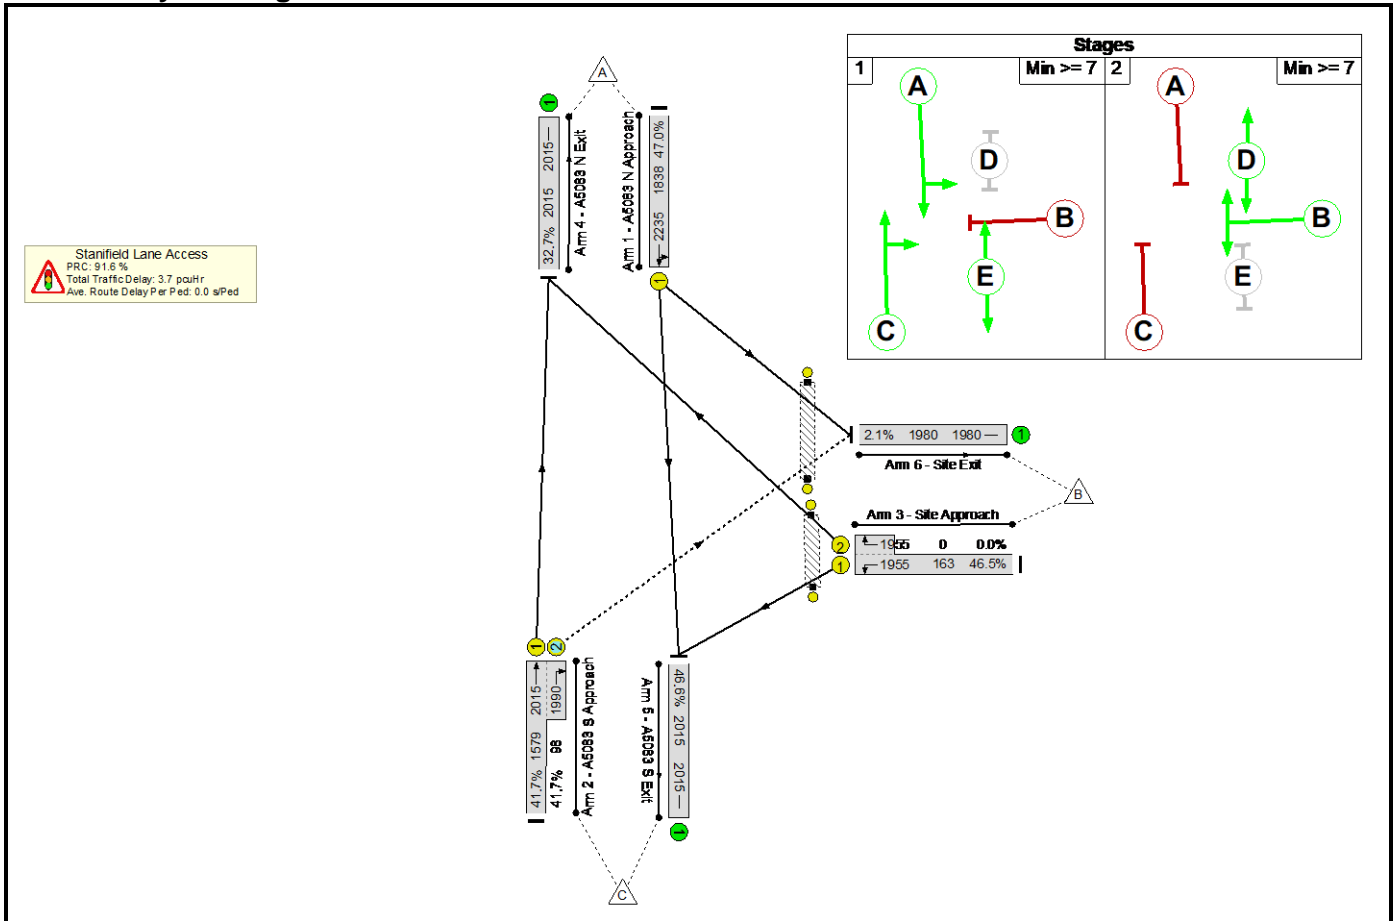 Stanifield Lane Access
PRC: 91.6 %
Total Traffic Delay: 3.7 pcuHr
Ave. Route Delay Per Ped: 0.0 s/Ped
Stages
1
Min >= 7
2
Min >= 7
A
D
B
E
C
A
D
B
E
C
A
1
32.7% 2015 2015
Arm 4 - A5083 N Exit
Arm 1 - A5083 N Approach
2235 1838 47.0%
1
2.1% 1980 1980
1
Arm 6 - Site Exit
B
Arm 3 - Site Approach
2
1955 0 0.0%
1
1955 163 46.5%
1
2
41.7% 1579 2015
41.7% 98 1990
Arm 2 - A5083 S Approach
Arm 5 - A5083 S Exit
46.6% 2015 2015
1
C